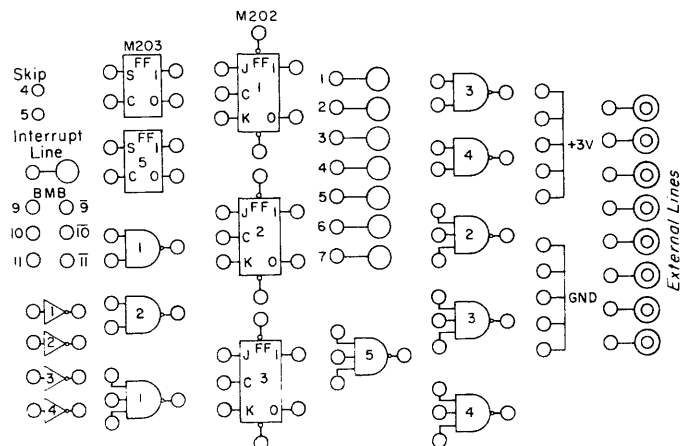 M202
M203
Skip
4
5
Interrupt
Line
BMB
9 9̅
10 1̅0̅
11 1̅1̅
1
2
3
4
S FF 1
4
C 0
S FF 1
5
C 0
1
2
1
J FF 1
C 1
K 0
J FF 1
C 2
K 0
J FF 1
C 3
K 0
1
2
3
4
5
6
7
5
3
4
2
3
4
+3V
GND
External Lines